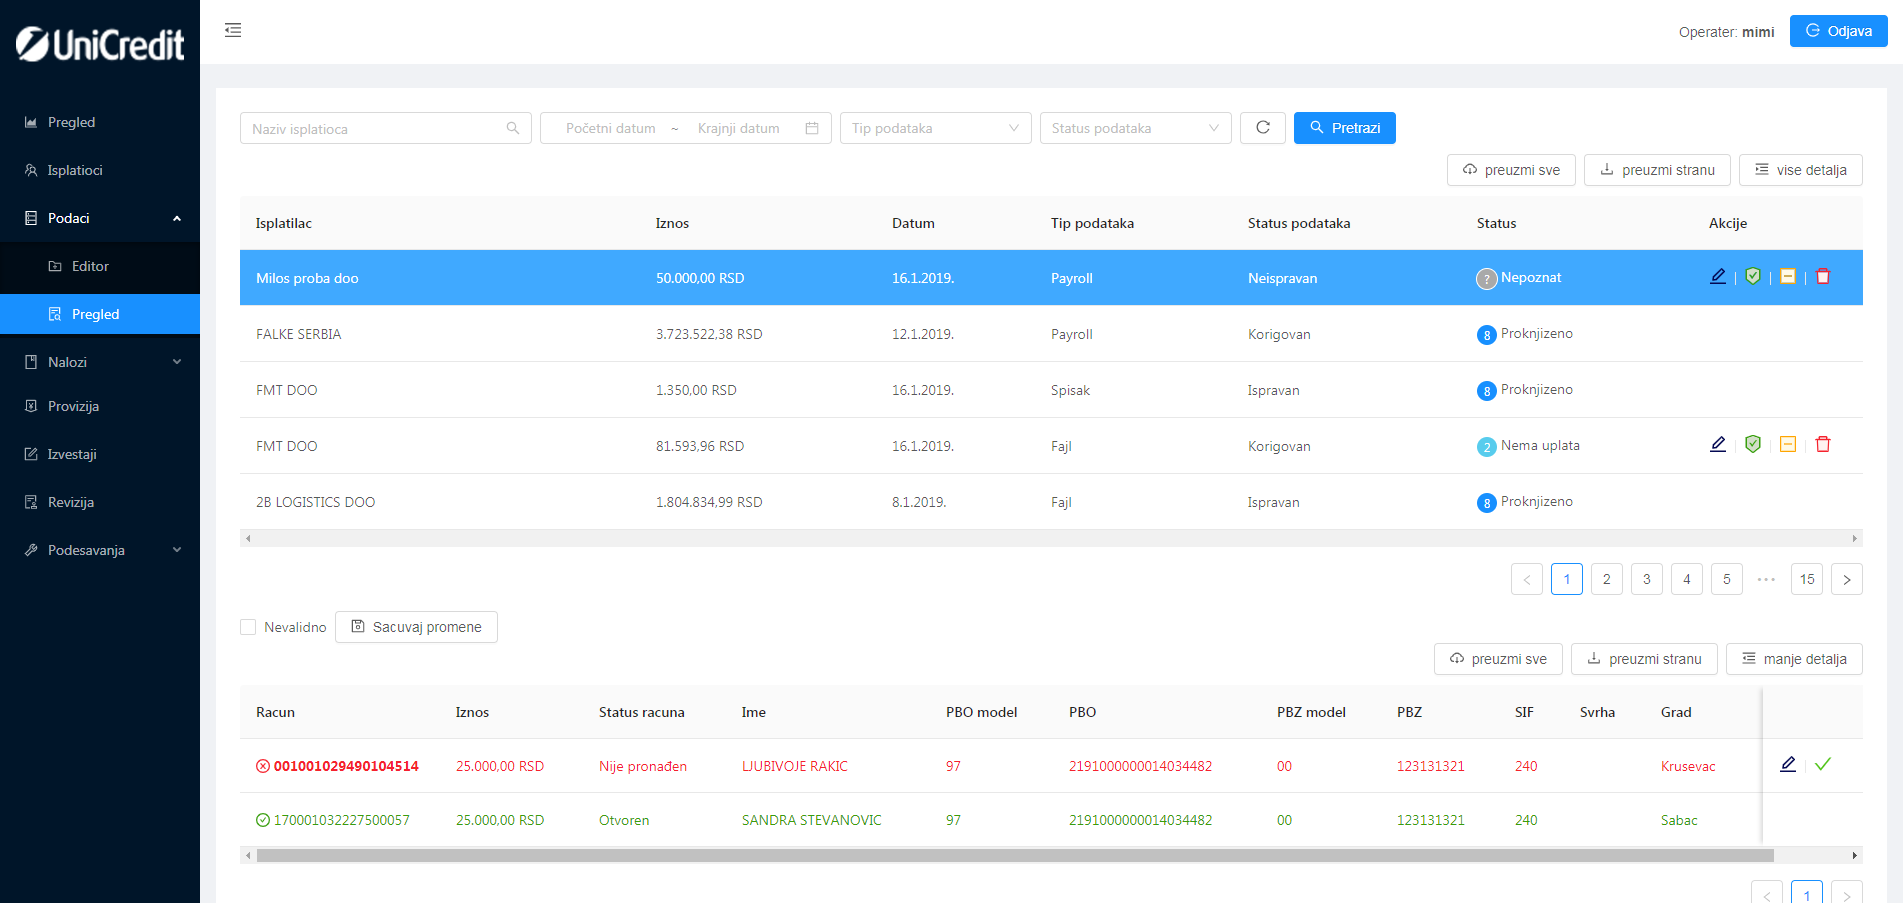 UniCredit
Operater: mimi Odjava
Pregled
Isplatioci
Podaci
Editor
Pregled
Nalozi
Provizija
Izvestaji
Revizija
Podesavanja
Naziv isplatioca Početni datum ~ Krajnji datum Tip podataka Status podataka Pretrazi
preuzmi sve preuzmi stranu vise detalja
Isplatilac Iznos Datum Tip podataka Status podataka Status Akcije
Milos proba doo 50.000,00 RSD 16.1.2019. Payroll Neispravan ? Nepoznat
FALKE SERBIA 3.723.522,38 RSD 12.1.2019. Payroll Korigovan 8 Proknjizeno
FMT DOO 1.350,00 RSD 16.1.2019. Spisak Ispravan 8 Proknjizeno
FMT DOO 81.593,96 RSD 16.1.2019. Fajl Korigovan 2 Nema uplata
2B LOGISTICS DOO 1.804.834,99 RSD 8.1.2019. Fajl Ispravan 8 Proknjizeno
< 1 2 3 4 5 ••• 15 >
Nevalidno Sacuvaj promene
preuzmi sve preuzmi stranu manje detalja
Racun Iznos Status racuna Ime PBO model PBO PBZ model PBZ SIF Svrha Grad
001001029490104514 25.000,00 RSD Nije pronađen LJUBIVOJE RAKIC 97 2191000000014034482 00 123131321 240 Krusevac
170001032227500057 25.000,00 RSD Otvoren SANDRA STEVANOVIC 97 2191000000014034482 00 123131321 240 Sabac
< 1 >